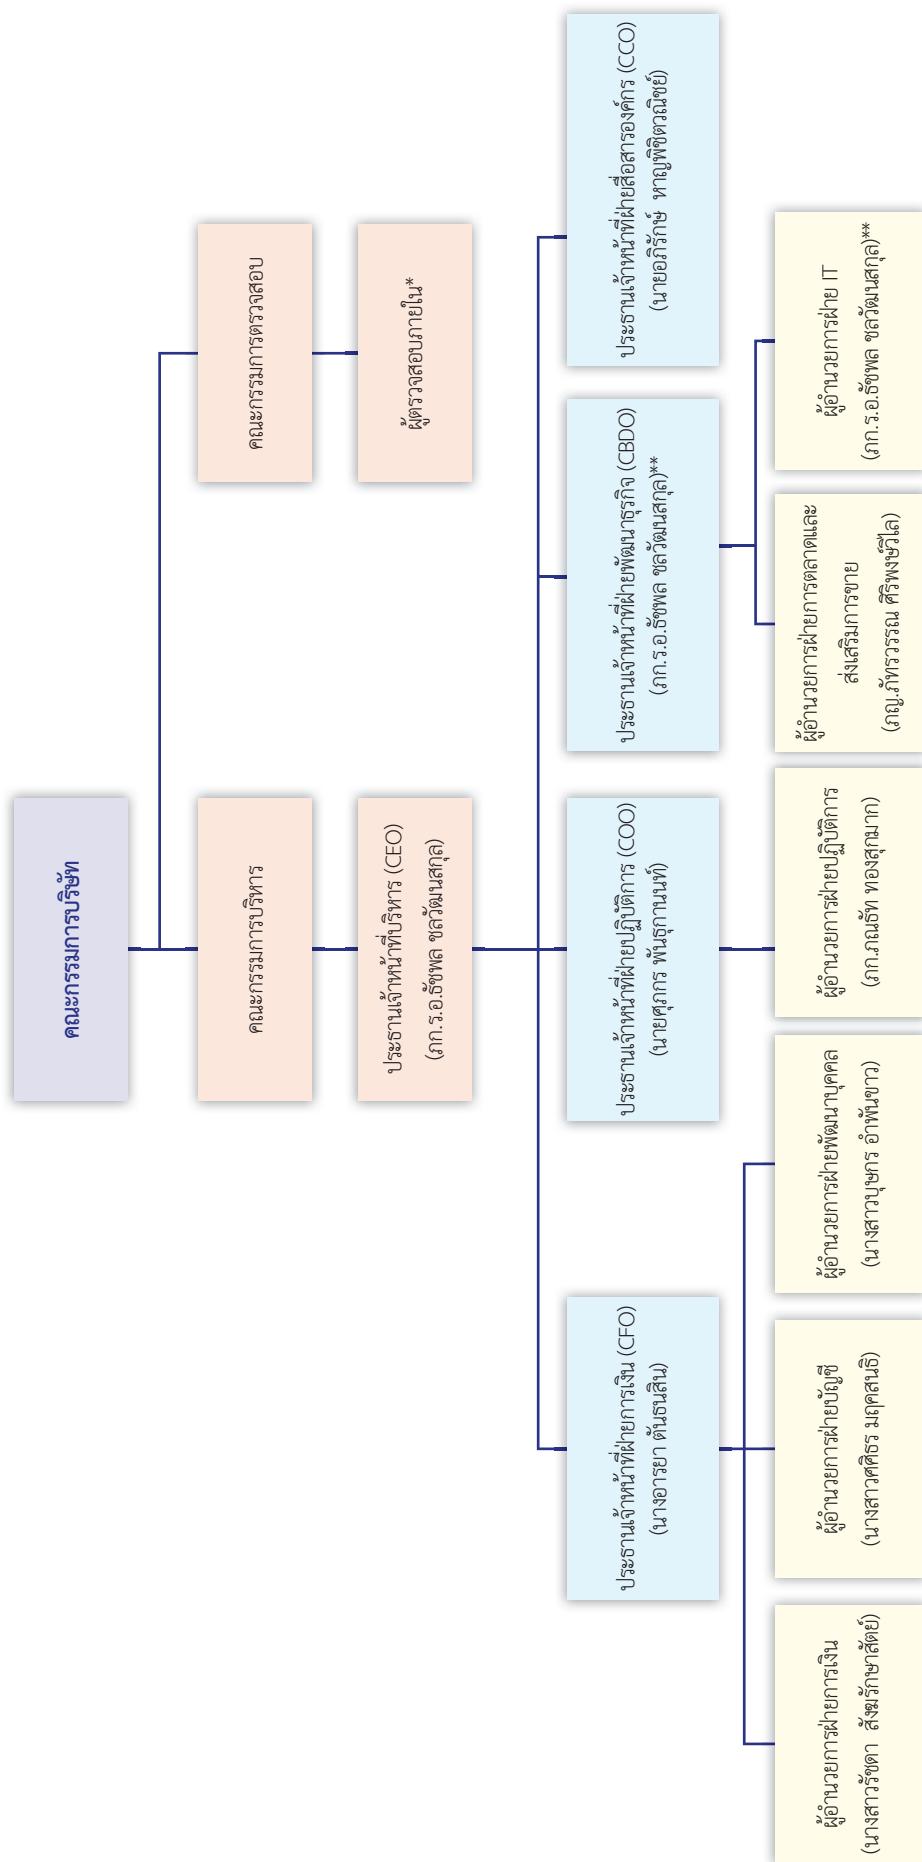 คณะกรรมการบริษัท
คณะกรรมการบริหาร
คณะกรรมการตรวจสอบ
ประธานเจ้าหน้าที่บริหาร (CEO)
(ภก.ร.อ.ธัชพล ชลวัฒนสกุล)
ผู้ตรวจสอบภายใน*
ประธานเจ้าหน้าที่ฝ่ายการเงิน (CFO)
(นางอารยา ตันธนสิน)
ประธานเจ้าหน้าที่ฝ่ายปฏิบัติการ (COO)
(นายศุภกร พันธุกานนท์)
ประธานเจ้าหน้าที่ฝ่ายพัฒนาธุรกิจ (CBDO)
(ภก.ร.อ.ธัชพล ชลวัฒนสกุล)**
ประธานเจ้าหน้าที่ฝ่ายสื่อสารองค์กร (CCO)
(นายอภิรักษ์ หาญพิชิตวณิชย์)
ผู้อำนวยการฝ่ายการเงิน
(นางสาวรัชดา สังฆรักษาสัตย์)
ผู้อำนวยการฝ่ายบัญชี
(นางสาวศศิธร มฤคสนธิ)
ผู้อำนวยการฝ่ายพัฒนาบุคคล
(นางสาวบุษกร อำพันขาว)
ผู้อำนวยการฝ่ายปฏิบัติการ
(ภก.ภณธัท ทองสุกมาก)
ผู้อำนวยการฝ่ายการตลาดและ
ส่งเสริมการขาย
(ภญ.ภัทรวรรณ ศิริพงษ์วิไล)
ผู้อำนวยการฝ่าย IT
(ภก.ร.อ.ธัชพล ชลวัฒนสกุล)**